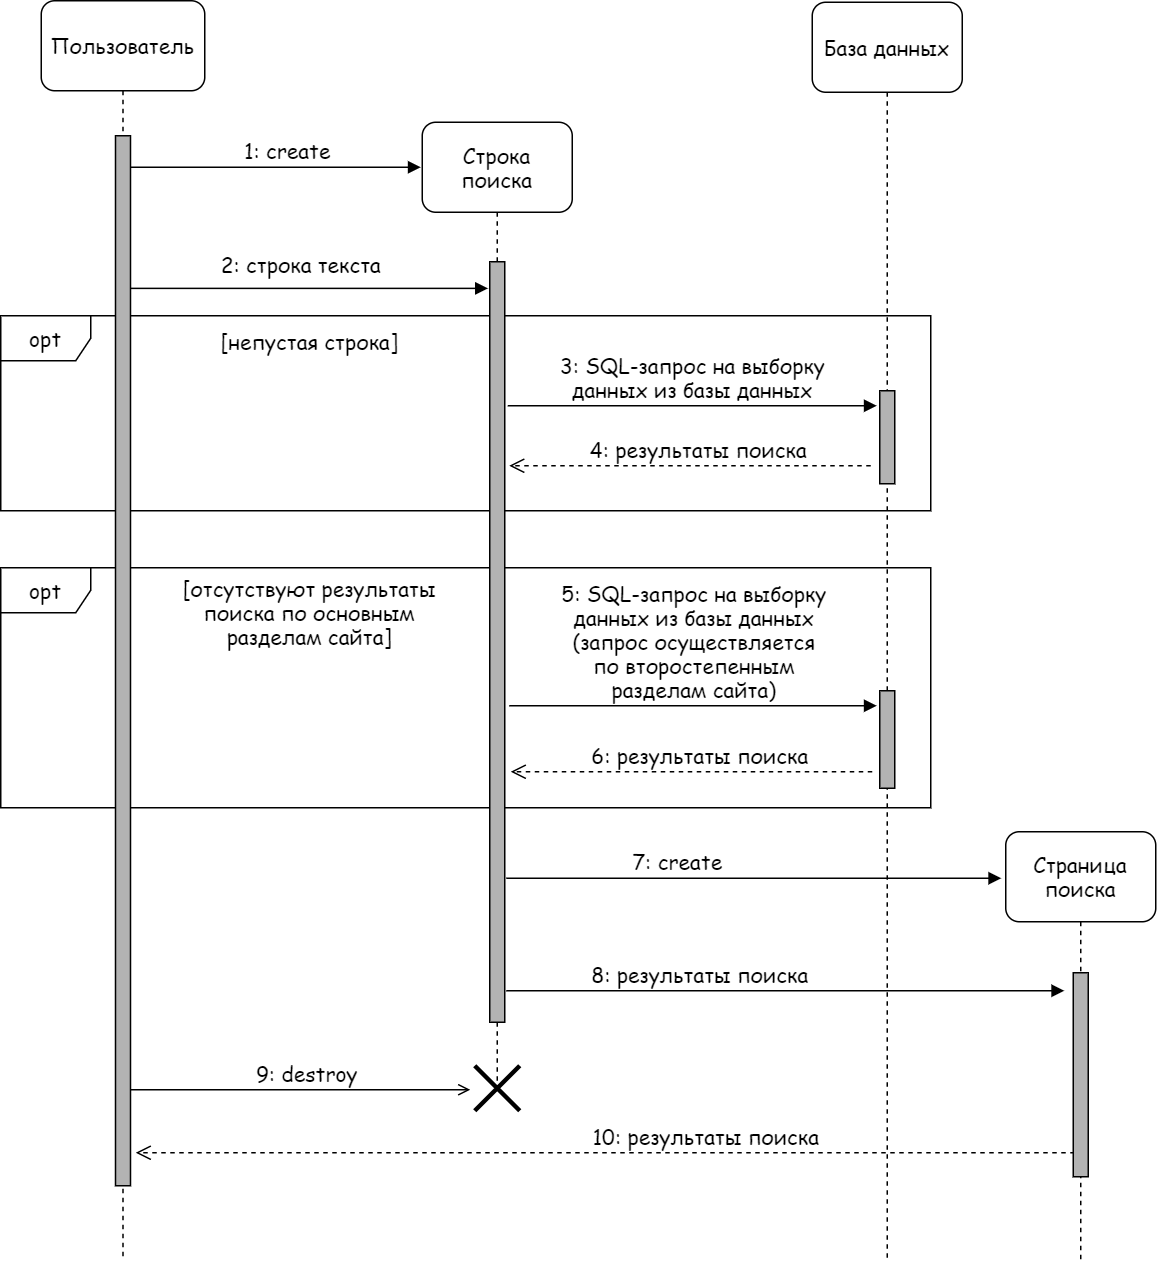 Пользователь
База данных
1: create
Строка
поиска
2: строка текста
opt
[непустая строка]
3: SQL-запрос на выборку
данных из базы данных
4: результаты поиска
opt
[отсутствуют результаты
поиска по основным
разделам сайта]
5: SQL-запрос на выборку
данных из базы данных
(запрос осуществляется
по второстепенным
разделам сайта)
6: результаты поиска
7: create
Страница
поиска
8: результаты поиска
9: destroy
10: результаты поиска